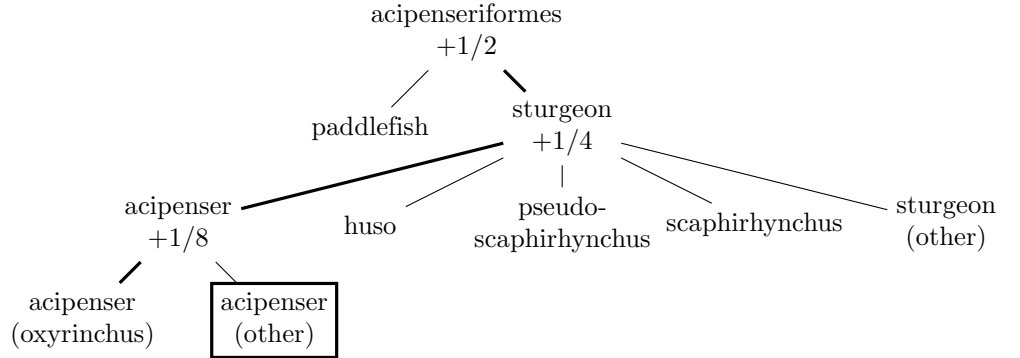 acipenseriformes
+1/2
paddlefish
sturgeon
+1/4
acipenser
+1/8
huso
pseudo-
scaphirhynchus
scaphirhynchus
sturgeon
(other)
acipenser
(oxyrinchus)
acipenser
(other)